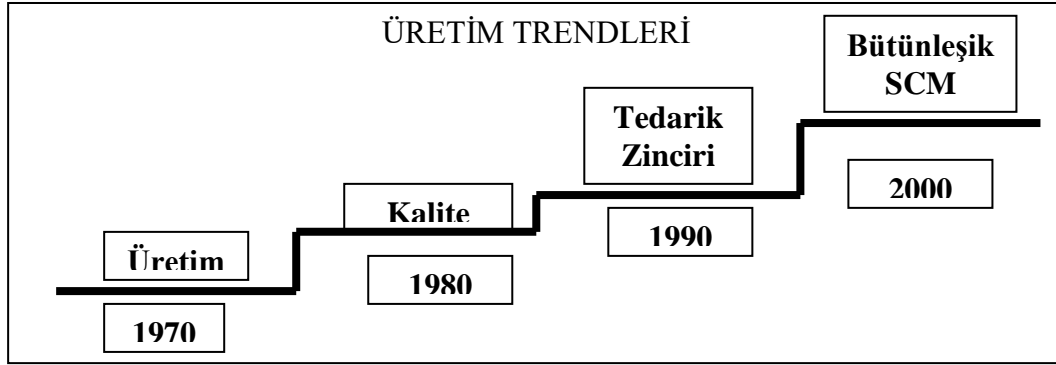 ÜRETİM TRENDLERİ
Bütünleşik
SCM
Tedarik
Zinciri
2000
Kalite
1990
Üretim
1980
1970